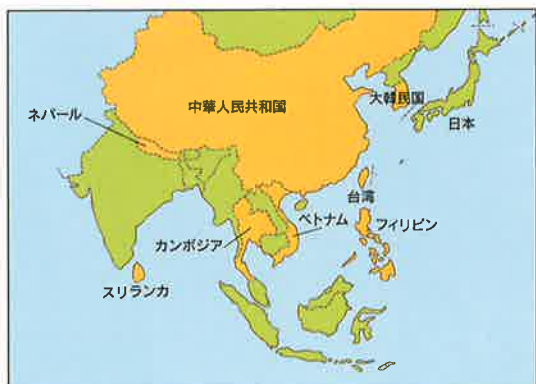 中華人民共和国
大韓民国
ネパール
日本
台湾
ベトナム
フィリピン
カンボジア
スリランカ